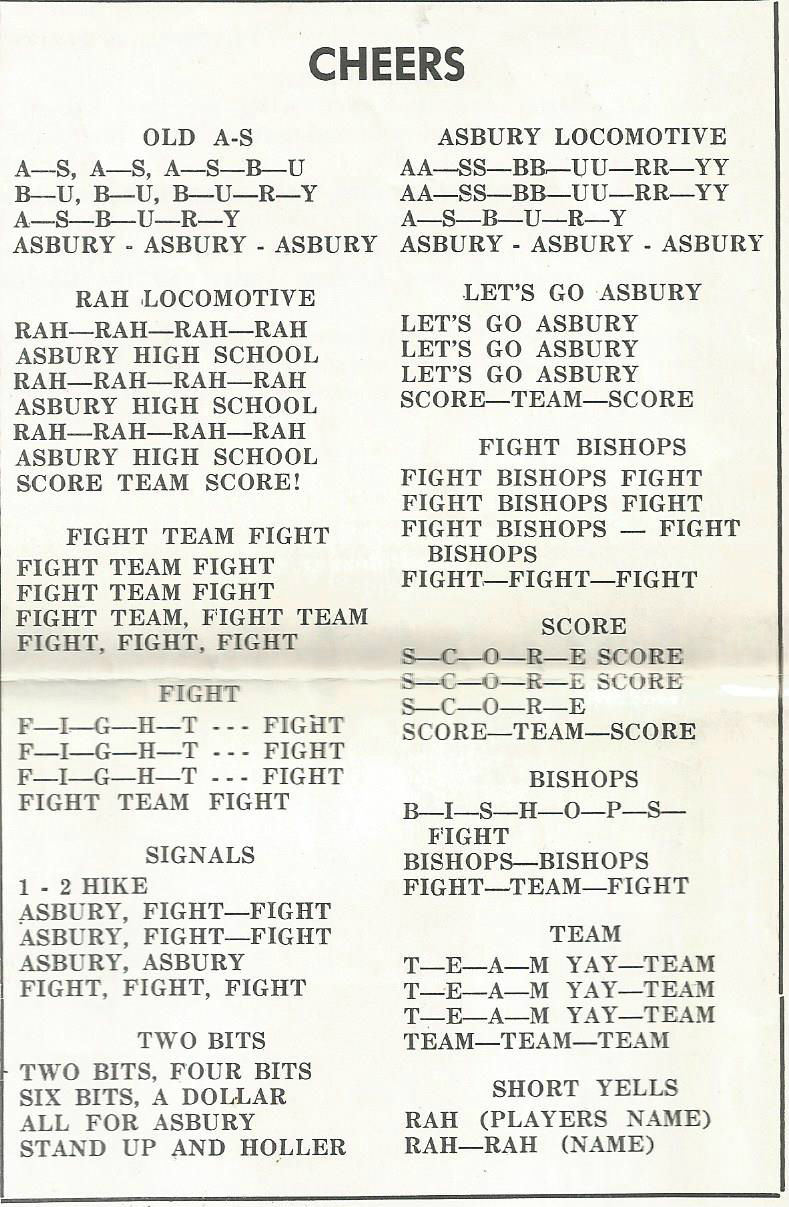 CHEERS
OLD A-S
A—S, A—S, A—S—B—U
B—U, B—U, B—U—R—Y
A—S—B—U—R—Y
ASBURY - ASBURY - ASBURY
RAH LOCOMOTIVE
RAH—RAH—RAH—RAH
ASBURY HIGH SCHOOL
RAH—RAH—RAH—RAH
ASBURY HIGH SCHOOL
RAH—RAH—RAH—RAH
ASBURY HIGH SCHOOL
SCORE TEAM SCORE!
FIGHT TEAM FIGHT
FIGHT TEAM FIGHT
FIGHT TEAM FIGHT
FIGHT TEAM, FIGHT TEAM
FIGHT, FIGHT, FIGHT
FIGHT
F—I—G—H—T --- FIGHT
F—I—G—H—T --- FIGHT
F—I—G—H—T --- FIGHT
FIGHT TEAM FIGHT
SIGNALS
1 - 2 HIKE
ASBURY, FIGHT—FIGHT
ASBURY, FIGHT—FIGHT
ASBURY, ASBURY
FIGHT, FIGHT, FIGHT
TWO BITS
TWO BITS, FOUR BITS
SIX BITS, A DOLLAR
ALL FOR ASBURY
STAND UP AND HOLLER
ASBURY LOCOMOTIVE
AA—SS—BB—UU—RR—YY
AA—SS—BB—UU—RR—YY
A—S—B—U—R—Y
ASBURY - ASBURY - ASBURY
LET'S GO ASBURY
LET'S GO ASBURY
LET'S GO ASBURY
LET'S GO ASBURY
SCORE—TEAM—SCORE
FIGHT BISHOPS
FIGHT BISHOPS FIGHT
FIGHT BISHOPS FIGHT
FIGHT BISHOPS — FIGHT
BISHOPS
FIGHT—FIGHT—FIGHT
SCORE
S—C—O—R—E SCORE
S—C—O—R—E SCORE
S—C—O—R—E
SCORE—TEAM—SCORE
BISHOPS
B—I—S—H—O—P—S—
FIGHT
BISHOPS—BISHOPS
FIGHT—TEAM—FIGHT
TEAM
T—E—A—M YAY—TEAM
T—E—A—M YAY—TEAM
T—E—A—M YAY—TEAM
TEAM—TEAM—TEAM
SHORT YELLS
RAH (PLAYERS NAME)
RAH—RAH (NAME)